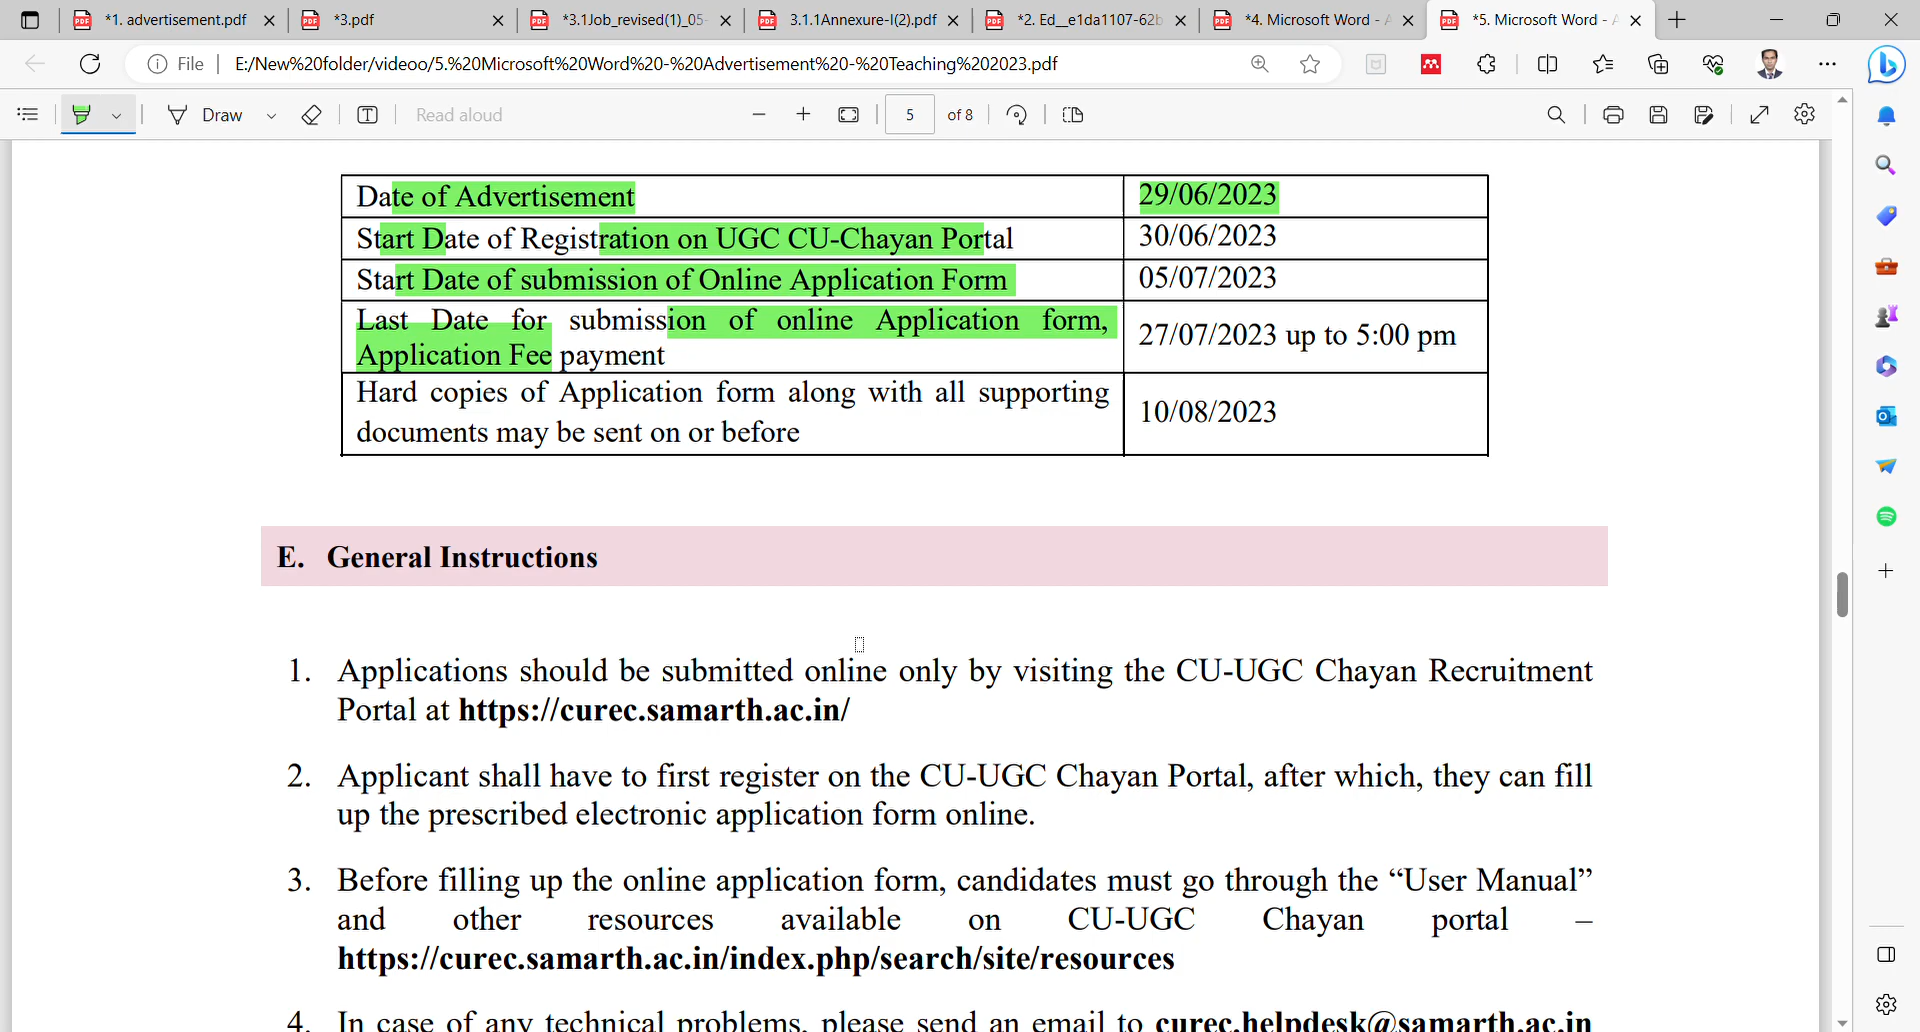 *1. advertisement.pdf
*3.pdf
*3.1Job_revised(1)_05-
3.1.1Annexure-I(2).pdf
*2. Ed__e1da1107-62b
*4. Microsoft Word - A
*5. Microsoft Word - A
File
E:/New%20folder/videoo/5.%20Microsoft%20Word%20-%20Advertisement%20-%20Teaching%202023.pdf
Draw
Read aloud
5 of 8
Date of Advertisement 29/06/2023
Start Date of Registration on UGC CU-Chayan Portal 30/06/2023
Start Date of submission of Online Application Form 05/07/2023
Last Date for submission of online Application form,
Application Fee payment
27/07/2023 up to 5:00 pm
Hard copies of Application form along with all supporting
documents may be sent on or before
10/08/2023
E. General Instructions
1. Applications should be submitted online only by visiting the CU-UGC Chayan Recruitment
Portal at https://curec.samarth.ac.in/
2. Applicant shall have to first register on the CU-UGC Chayan Portal, after which, they can fill
up the prescribed electronic application form online.
3. Before filling up the online application form, candidates must go through the “User Manual”
and other resources available on CU-UGC Chayan portal –
https://curec.samarth.ac.in/index.php/search/site/resources
4. In case of any technical problems, please send an email to curec.helpdesk@samarth.ac.in